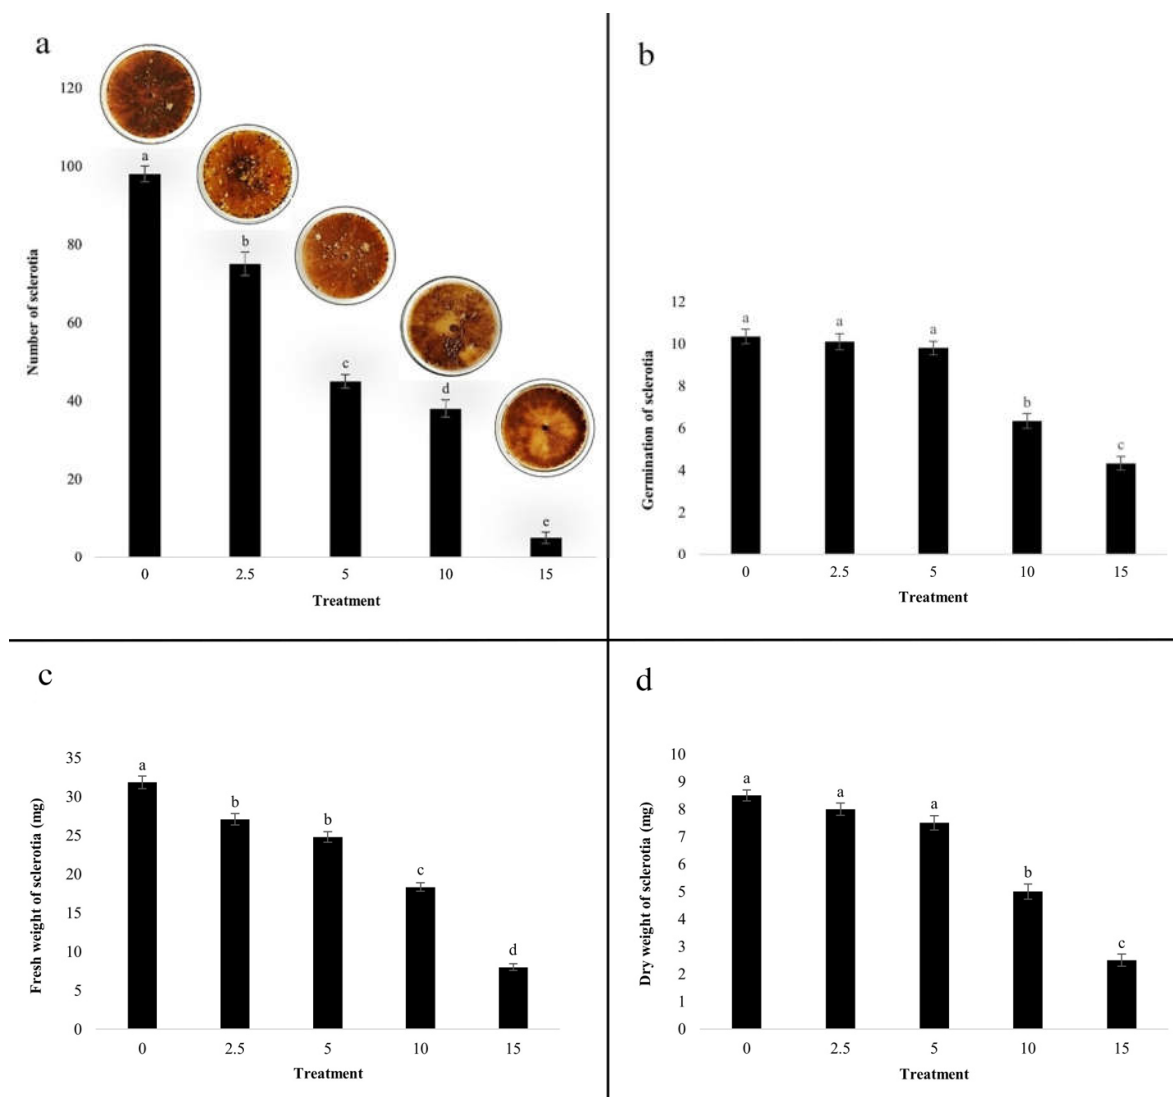 a
Number of sclerotia
120
100
80
60
40
20
0
a
b
c
d
e
0 2.5 5 10 15
Treatment
b
Germination of sclerotia
12
10
8
6
4
2
0
a a a b c
0 2.5 5 10 15
Treatment
c
Fresh weight of sclerotia (mg)
35
30
25
20
15
10
5
0
a b b c d
0 2.5 5 10 15
Treatment
d
Dry weight of sclerotia (mg)
10
9
8
7
6
5
4
3
2
1
0
a a a b c
0 2.5 5 10 15
Treatment